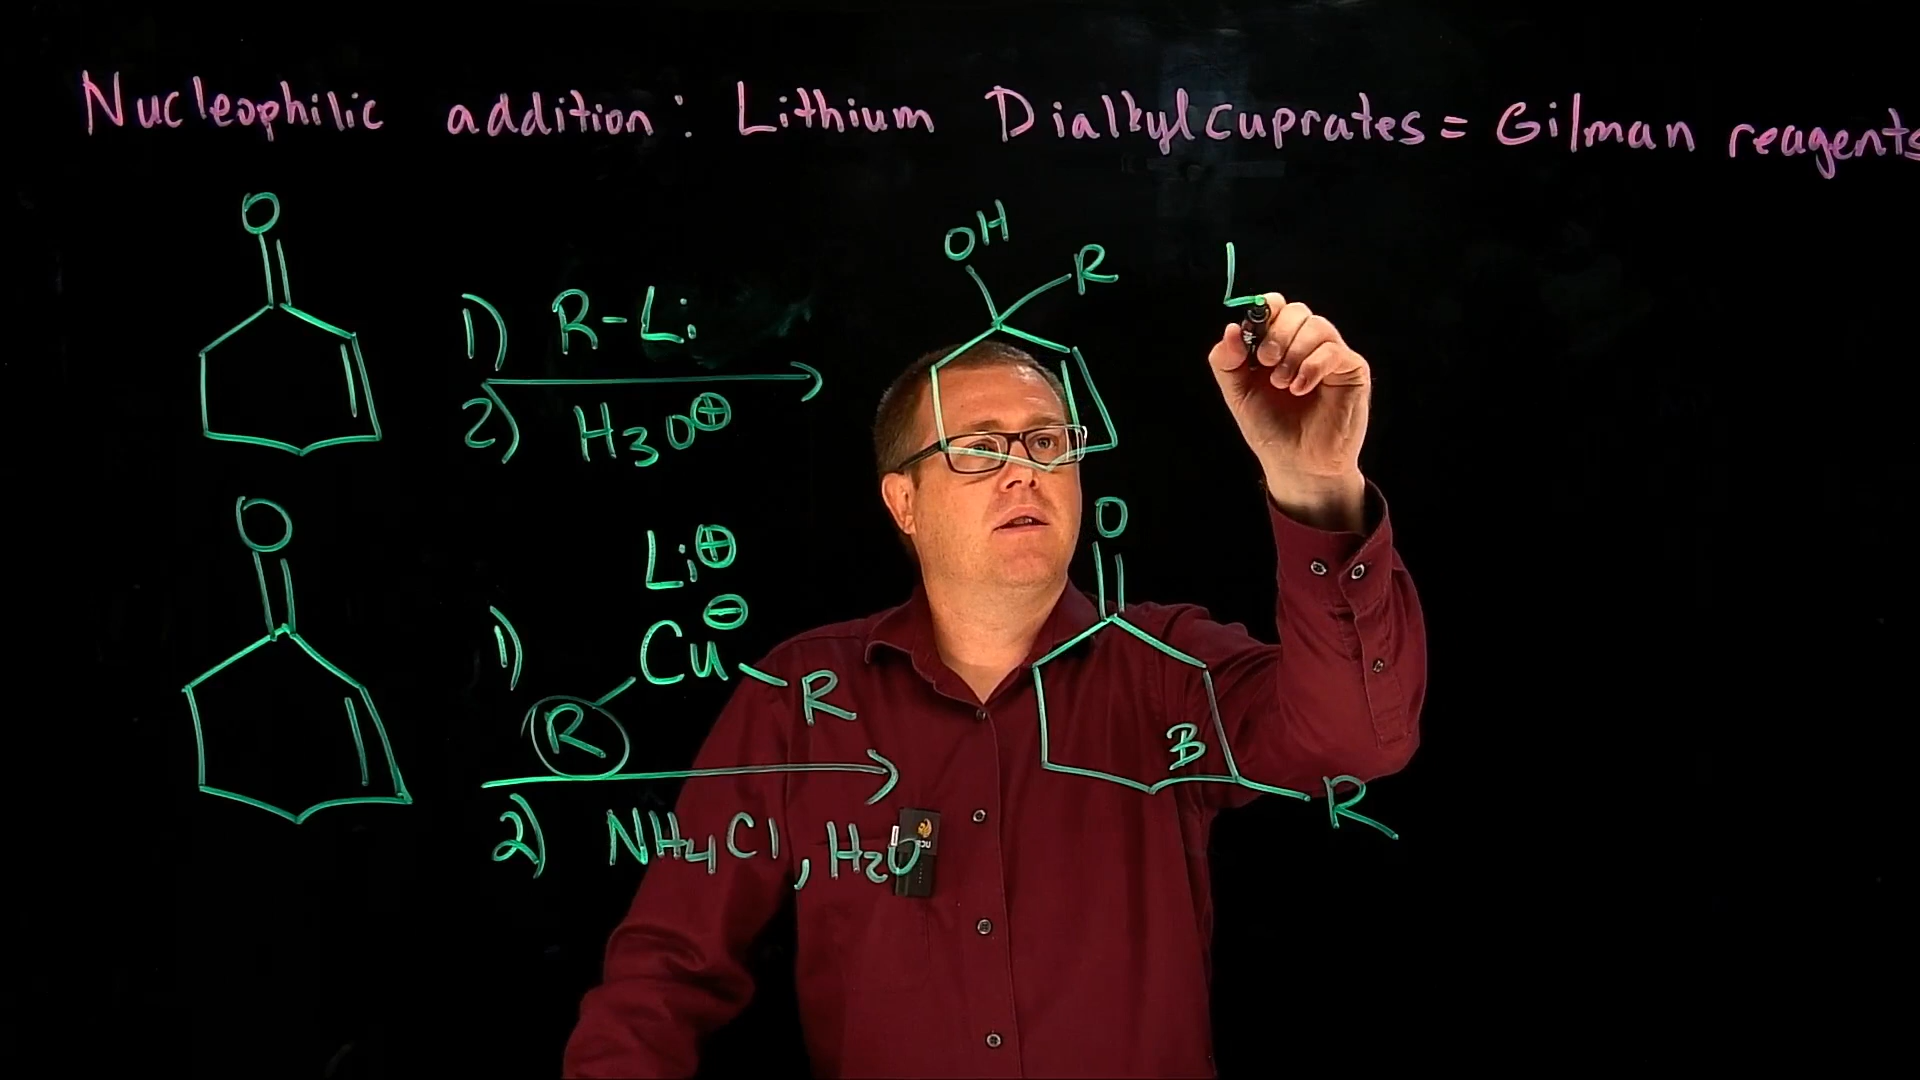 Nucleophilic addition: Lithium Dialkylcuprates = Gilman reagents
O
1) R-Li
2) H3O⊕
OH
R
L
O
1) Li⊕
Cu⊖
R R
2) NH4Cl, H2O
O
B
R